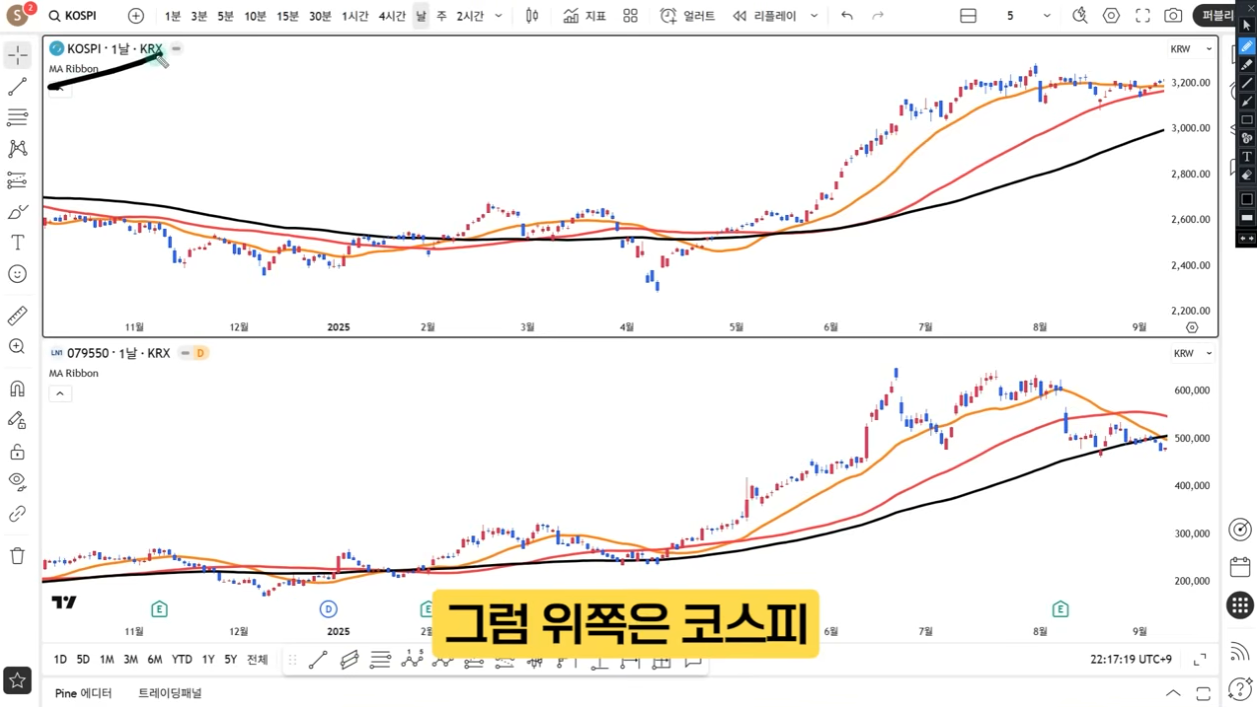 S 2 KOSPI 1분 3분 5분 10분 15분 30분 1시간 4시간 날 주 2시간 지표 얼러트 리플레이 5 퍼블리
KOSPI · 1날 · KRX KRW
MA Ribbon
3,200.00
3,000.00
2,800.00
2,600.00
2,400.00
2,200.00
11월 12월 2025 2월 3월 4월 5월 6월 7월 8월 9월
LN1 079550 · 1날 · KRX D KRW
MA Ribbon
600,000
500,000
400,000
300,000
200,000
E D E E
그럼 위쪽은 코스피
11월 12월 2025 6월 7월 8월 9월
1D 5D 1M 3M 6M YTD 1Y 5Y 전체 22:17:19 UTC+9
Pine 에디터 트레이딩패널